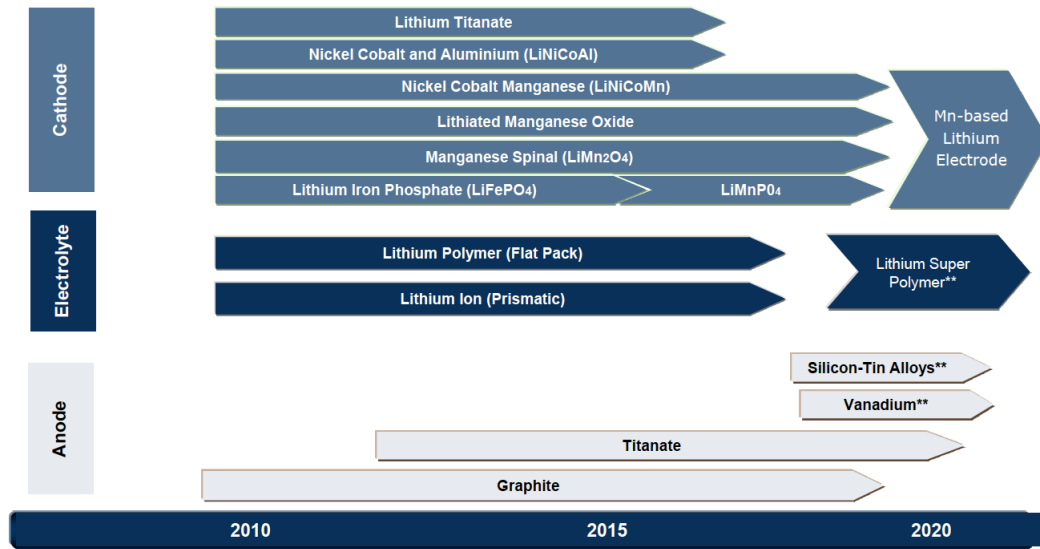 Cathode
Lithium Titanate
Nickel Cobalt and Aluminium (LiNiCoAl)
Nickel Cobalt Manganese (LiNiCoMn)
Lithiated Manganese Oxide
Manganese Spinal (LiMn2O4)
Lithium Iron Phosphate (LiFePO4)
LiMnP04
Mn-based
Lithium
Electrode
Electrolyte
Lithium Polymer (Flat Pack)
Lithium Ion (Prismatic)
Lithium Super
Polymer**
Anode
Silicon-Tin Alloys**
Vanadium**
Titanate
Graphite
2010
2015
2020